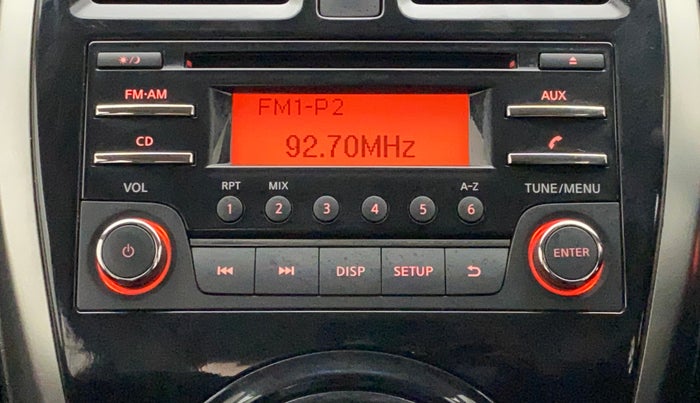 FM1-P2
92.70MHz
FM·AM
CD
AUX
VOL
RPT MIX A-Z
TUNE/MENU
1 2 3 4 5 6
DISP SETUP
ENTER